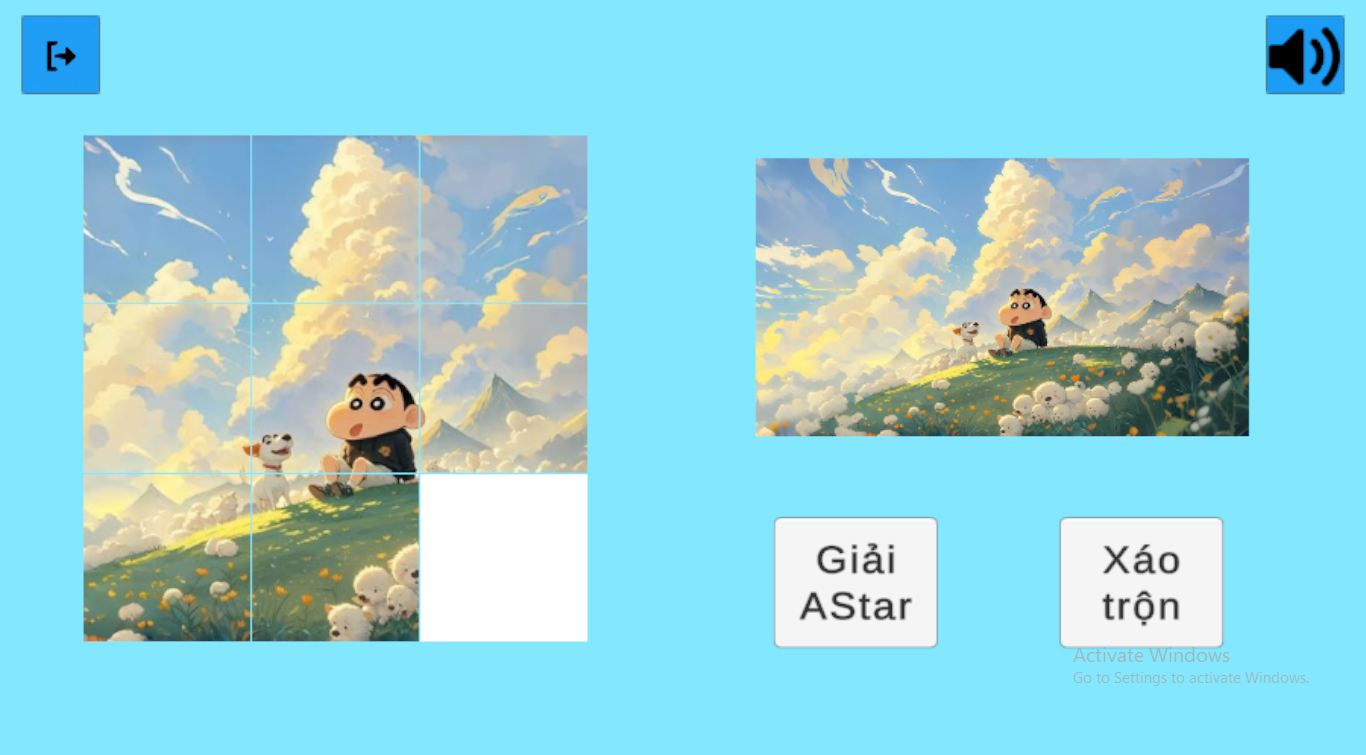 Giải
AStar
Xáo
trộn
Activate Windows
Go to Settings to activate Windows.